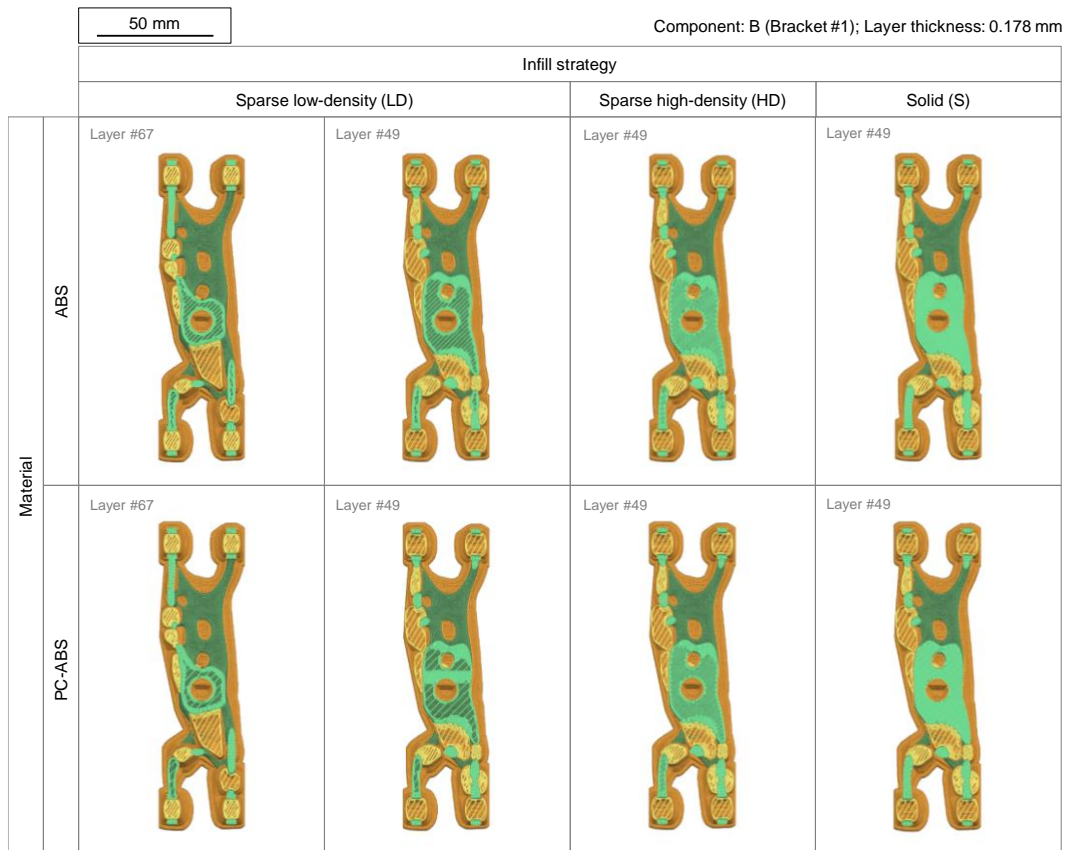 50 mm
Component: B (Bracket #1); Layer thickness: 0.178 mm
Infill strategy
Sparse low-density (LD)
Sparse high-density (HD)
Solid (S)
Material
ABS
Layer #67
Layer #49
Layer #49
Layer #49
PC-ABS
Layer #67
Layer #49
Layer #49
Layer #49